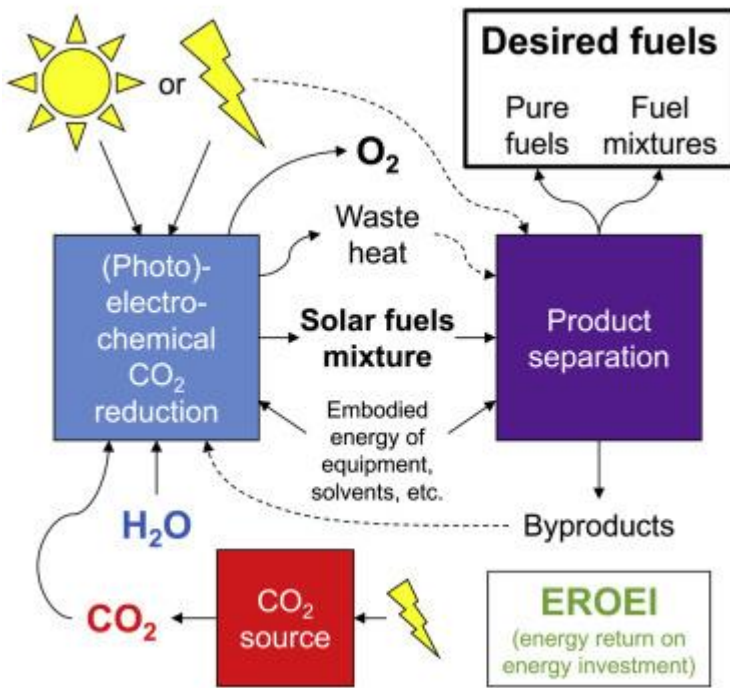 or
Desired fuels
Pure
fuels
Fuel
mixtures
O₂
Waste
heat
(Photo)-
electro-
chemical
CO₂
reduction
Solar fuels
mixture
Product
separation
Embodied
energy of
equipment,
solvents, etc.
H₂O
Byproducts
CO₂
CO₂
source
EROEI
(energy return on
energy investment)